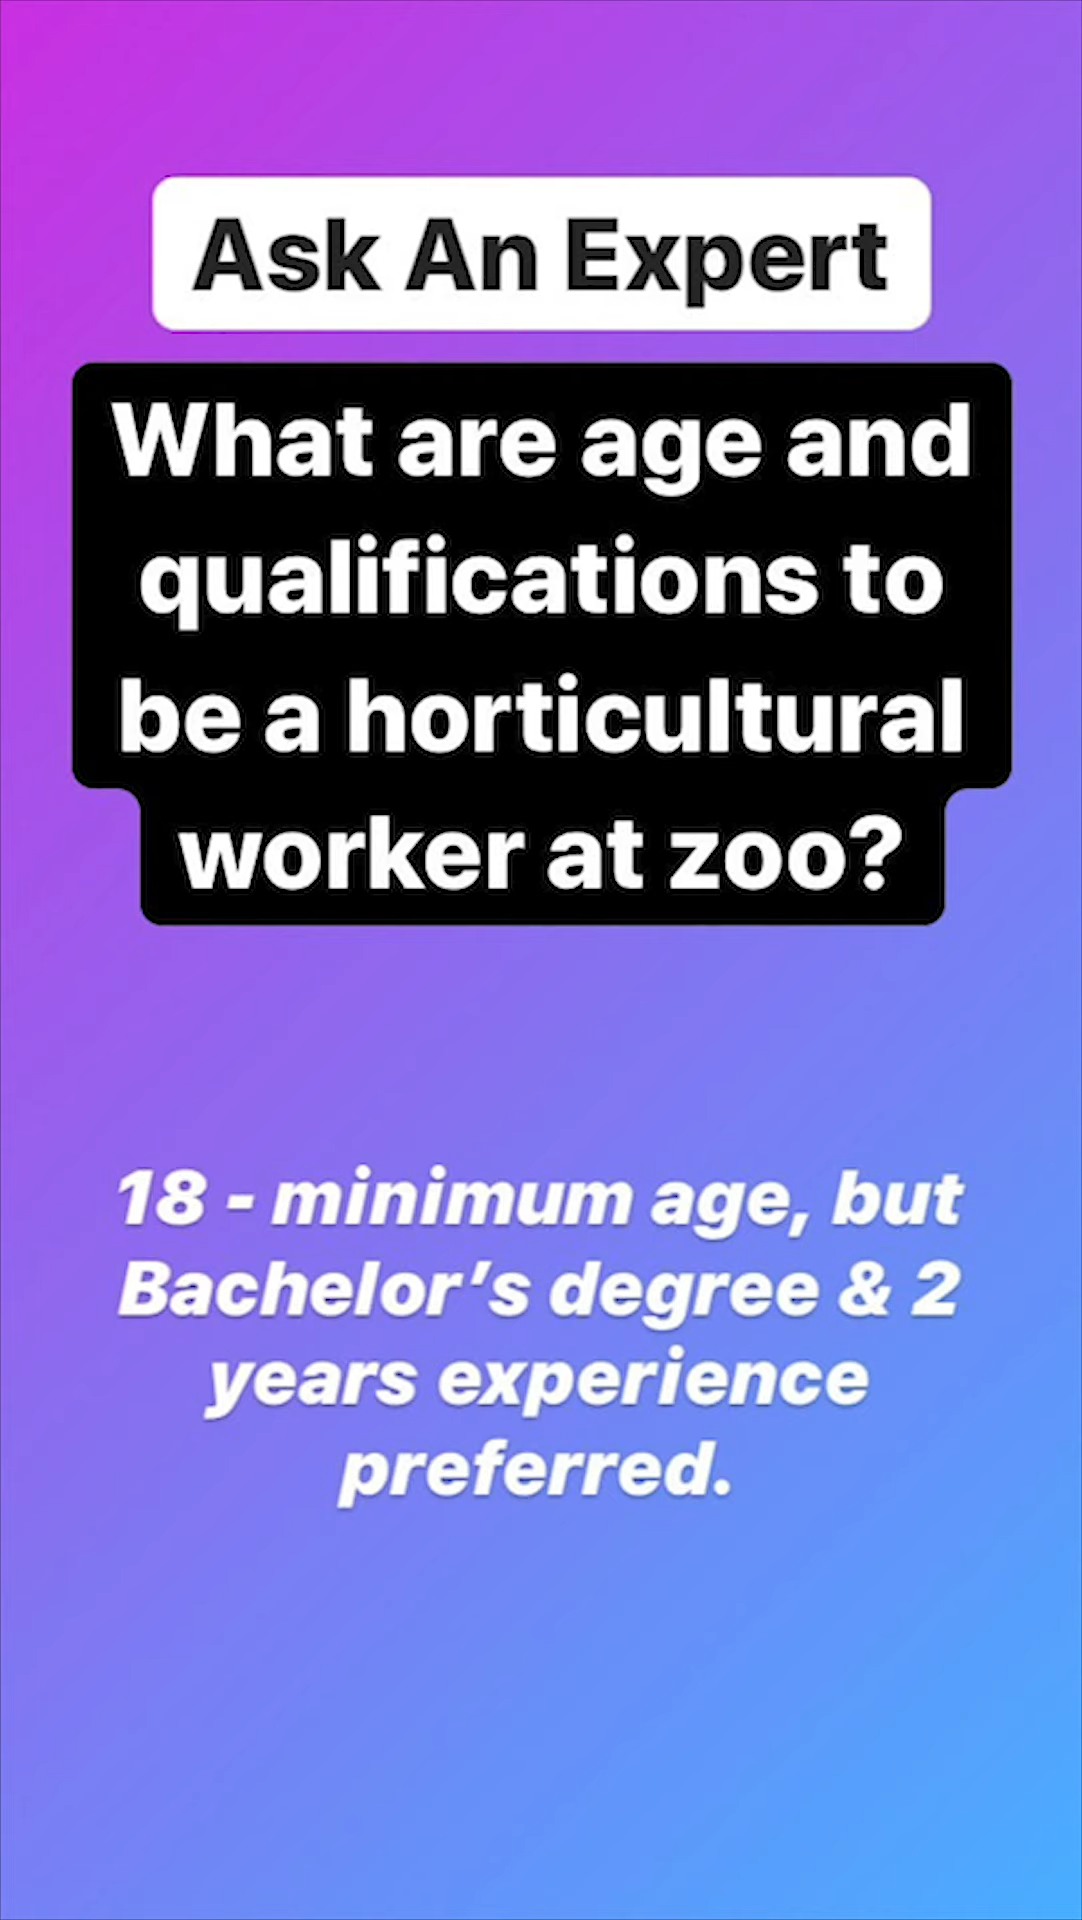 Ask An Expert
What are age and
qualifications to
be a horticultural
worker at zoo?
18 - minimum age, but
Bachelor’s degree & 2
years experience
preferred.